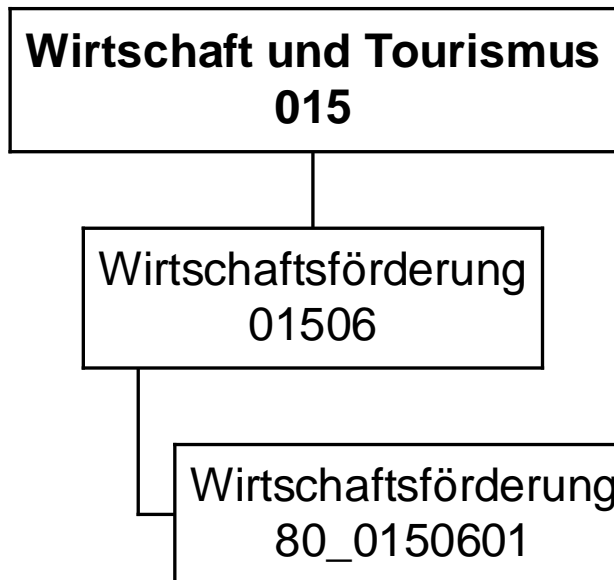 Wirtschaft und Tourismus
015
Wirtschaftsförderung
01506
Wirtschaftsförderung
80_0150601